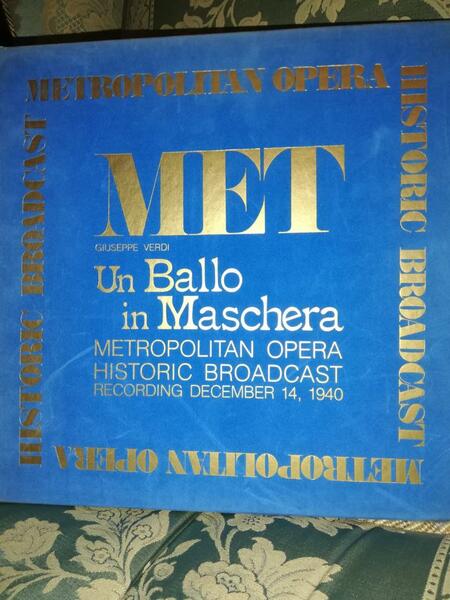 METROPOLITAN OPERA
HISTORIC BROADCAST
METROPOLITAN OPERA
HISTORIC BROADCAST
MET
GIUSEPPE VERDI
Un Ballo
in Maschera
METROPOLITAN OPERA
HISTORIC BROADCAST
RECORDING DECEMBER 14, 1940